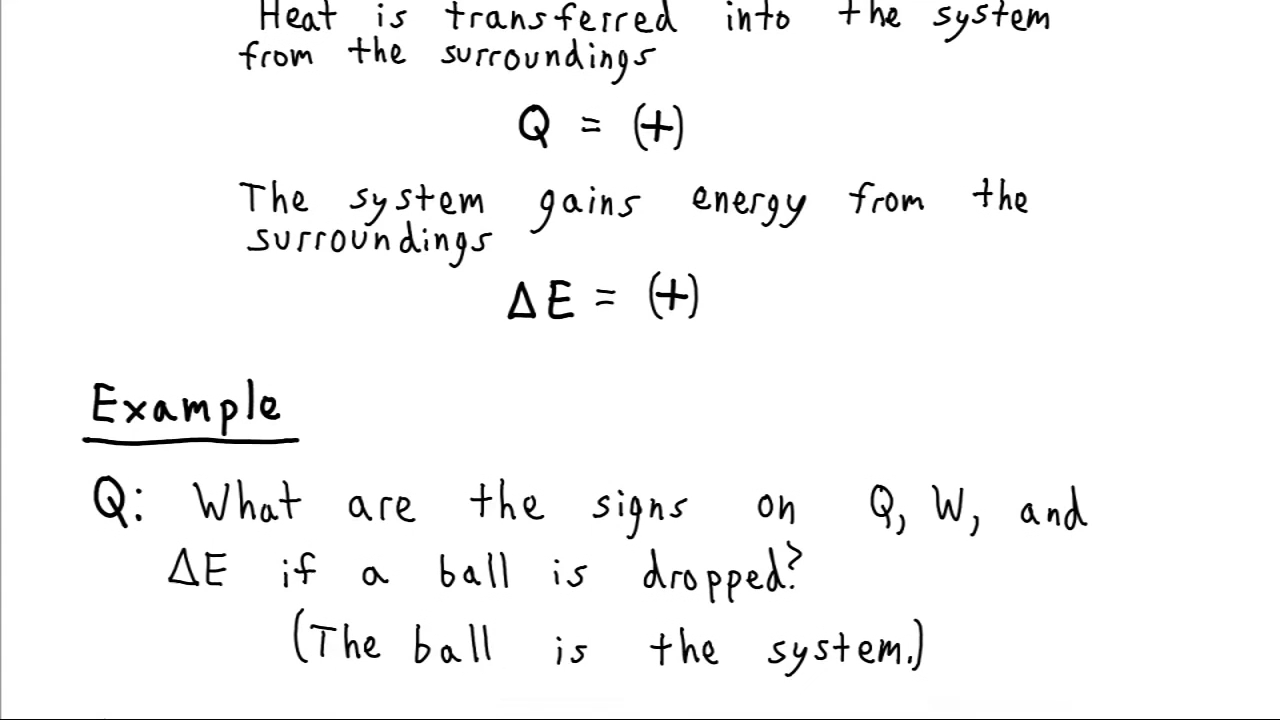 Heat is transferred into the system
from the surroundings
Q = (+)
The system gains energy from the
surroundings
ΔE = (+)
Example
Q: What are the signs on Q, W, and
ΔE if a ball is dropped?
(The ball is the system.)